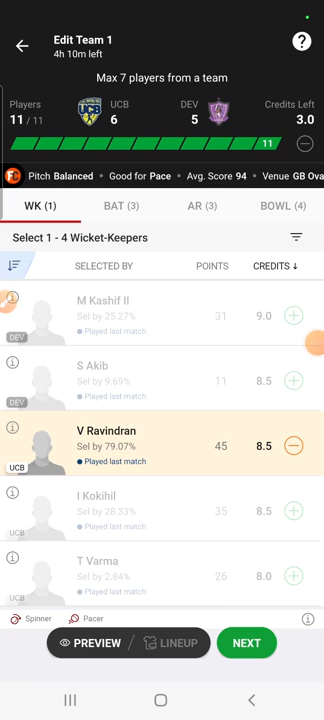 Edit Team 1
4h 10m left
?
Max 7 players from a team
Players
11 / 11
UCB
6
DEV
5
Credits Left
3.0
11
FC Pitch Balanced • Good for Pace • Avg. Score 94 • Venue GB Ova
WK (1) BAT (3) AR (3) BOWL (4)
Select 1 - 4 Wicket-Keepers
SELECTED BY POINTS CREDITS ↓
M Kashif II
Sel by 25.27% 31 9.0
Played last match
DEV
S Akib
Sel by 9.69% 11 8.5
Played last match
DEV
V Ravindran
Sel by 79.07% 45 8.5
Played last match
UCB
I Kokihil
Sel by 28.33% 35 8.5
Played last match
UCB
T Varma
Sel by 2.84% 26 8.0
Played last match
UCB
Spinner Pacer
PREVIEW / LINEUP NEXT